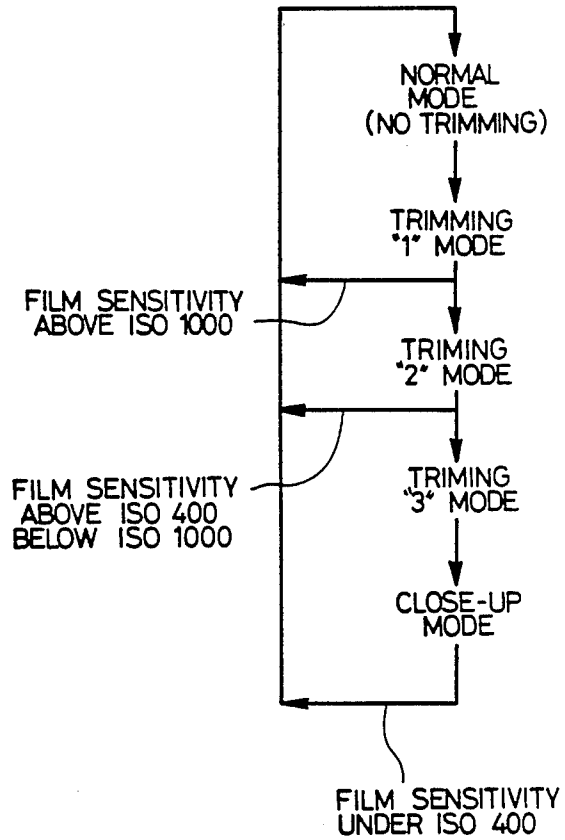 NORMAL
MODE
(NO TRIMMING)
TRIMMING
"1" MODE
FILM SENSITIVITY
ABOVE ISO 1000
TRIMING
"2" MODE
FILM SENSITIVITY
ABOVE ISO 400
BELOW ISO 1000
TRIMING
"3" MODE
CLOSE-UP
MODE
FILM SENSITIVITY
UNDER ISO 400